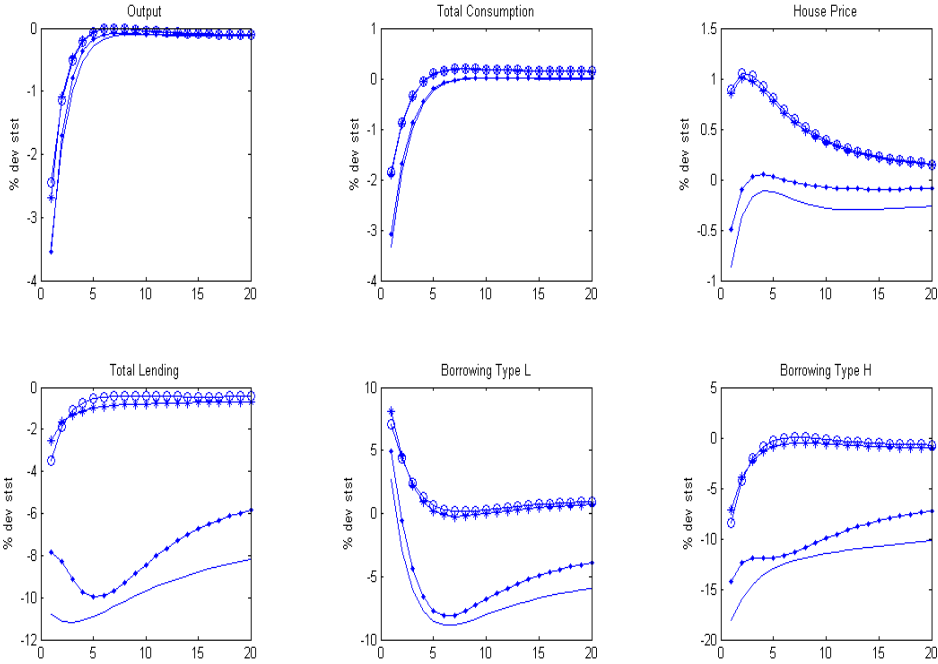 Output
Total Consumption
House Price
% dev stst
0
-1
-2
-3
-4
0 5 10 15 20
% dev stst
1
0
-1
-2
-3
-4
0 5 10 15 20
% dev stst
1.5
1
0.5
0
-0.5
1
0 5 10 15 20
Total Lending
Borrowing Type L
Borrowing Type H
% dev stst
0
-2
-4
-6
-8
-10
-12
0 5 10 15 20
% dev stst
10
5
0
-5
-10
0 5 10 15 20
% dev stst
5
0
-5
-10
-15
-20
0 5 10 15 20